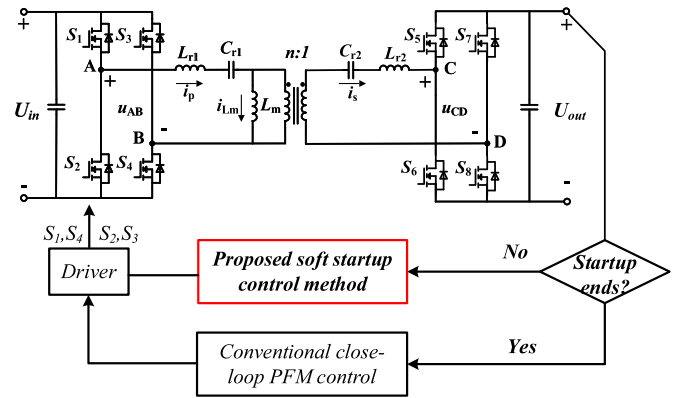 + S1 S3 Lr1 Cr1 n:1 Cr2 Lr2 S5 S7 +
A + ip is + C
Uin uAB iLm Lm uCD Uout
B - - D
S2 S4 S6 S8
- -
S1,S4 S2,S3
Driver
Proposed soft startup
control method
No
Startup
ends?
Conventional close-
loop PFM control
Yes